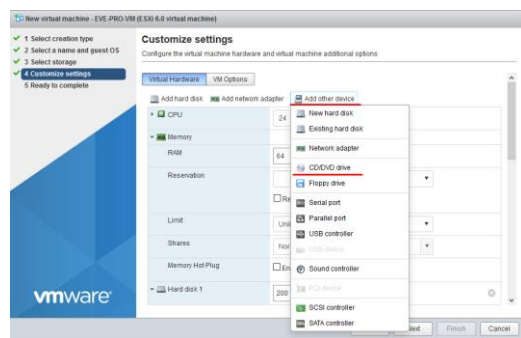 New virtual machine - EVE-PRO-VM (ESXi 6.0 virtual machine)
1 Select creation type
2 Select a name and guest OS
3 Select storage
4 Customize settings
5 Ready to complete
Customize settings
Configure the virtual machine hardware and virtual machine additional options
Virtual Hardware VM Options
Add hard disk Add network adapter Add other device
CPU 24
Memory
RAM 64
Reservation
Re
Limit Unli
Shares Nor
Memory Hot Plug En
Hard disk 1 200
New hard disk
Existing hard disk
Network adapter
CD/DVD drive
Floppy drive
Serial port
Parallel port
USB controller
USB device
Sound controller
PCI device
SCSI controller
SATA controller
vmware
Next Finish Cancel